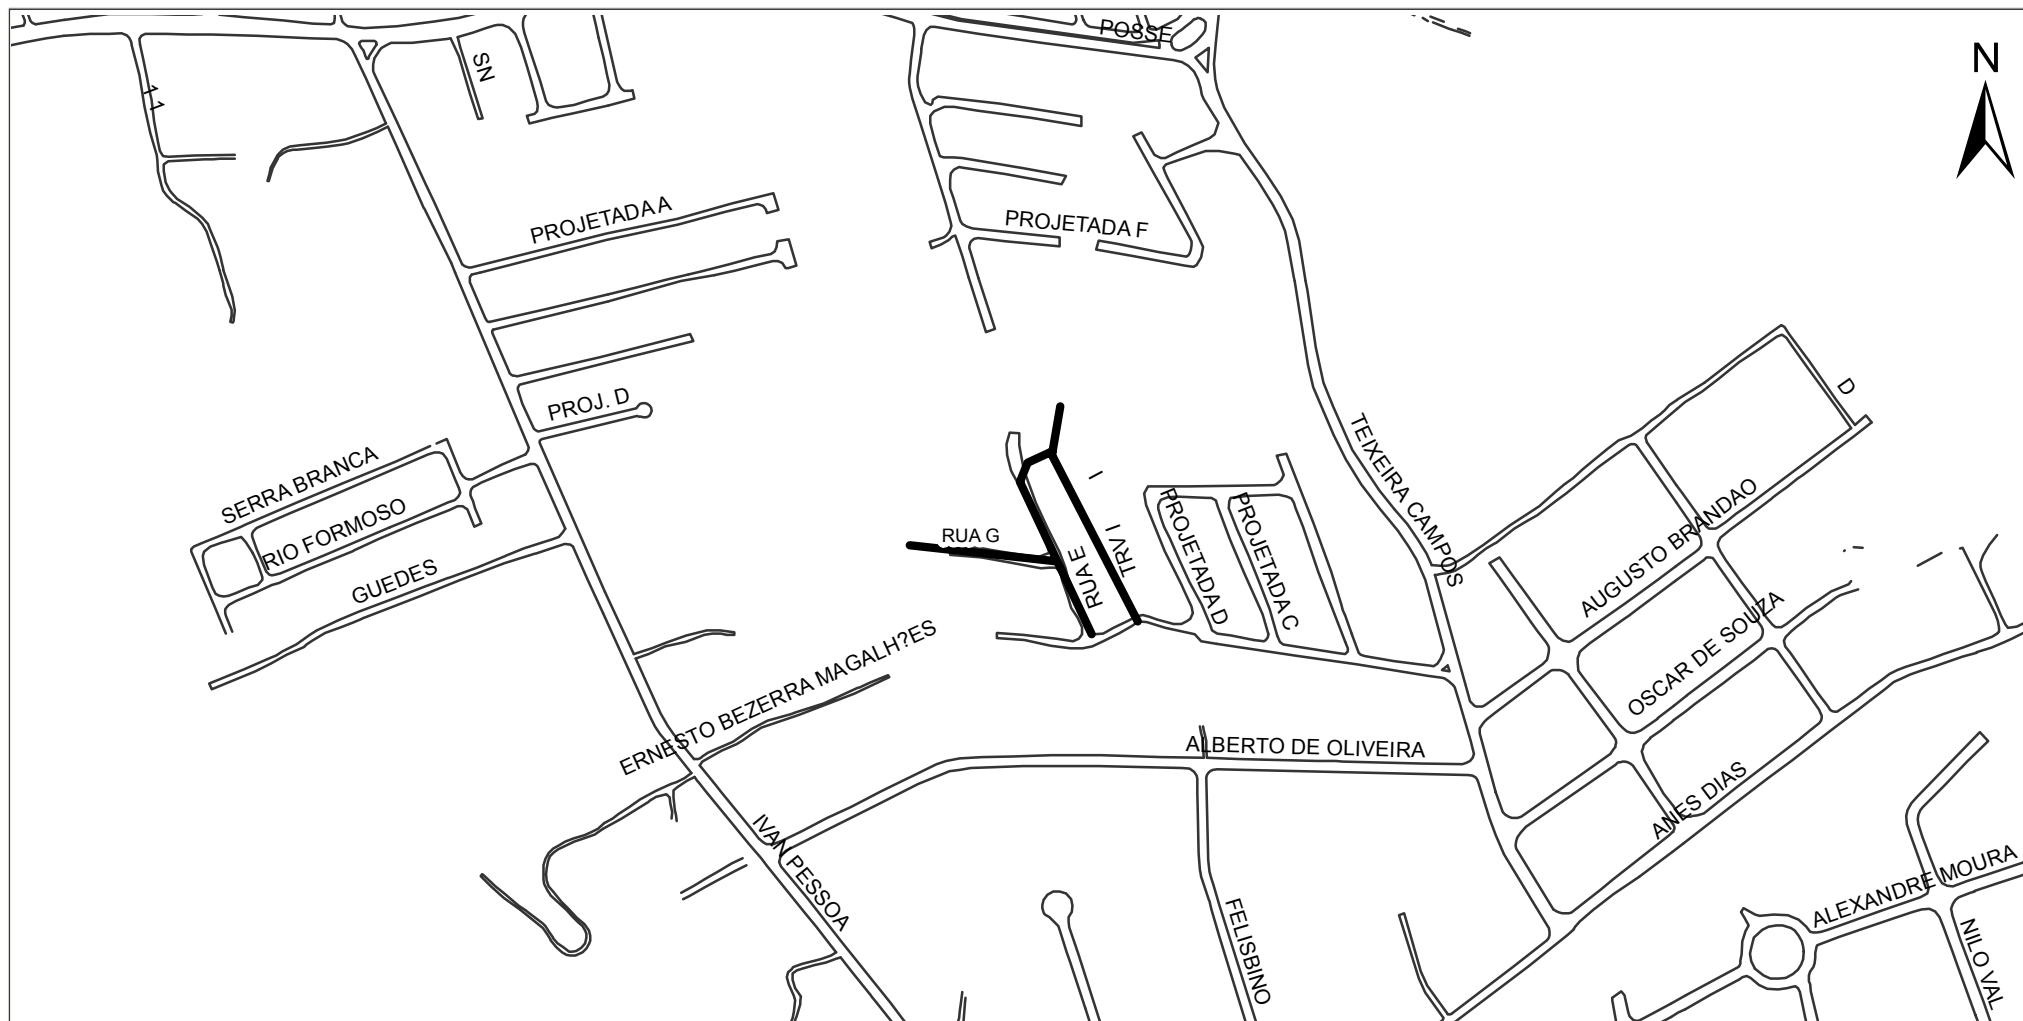 POSSE
N
SN
1 1
PROJETADA A
PROJETADA F
PROJ. D
D
TEIXEIRA CAMPOS
SERRA BRANCA
RIO FORMOSO
GUEDES
I
TRV I
RUA G
RUA E
PROJETADA D
PROJETADA C
AUGUSTO BRANDAO
OSCAR DE SOUZA
ERNESTO BEZERRA MAGALH?ES
ALBERTO DE OLIVEIRA
ANES DIAS
IVAN PESSOA
ALEXANDRE MOURA
FELISBINO
NILO VAL